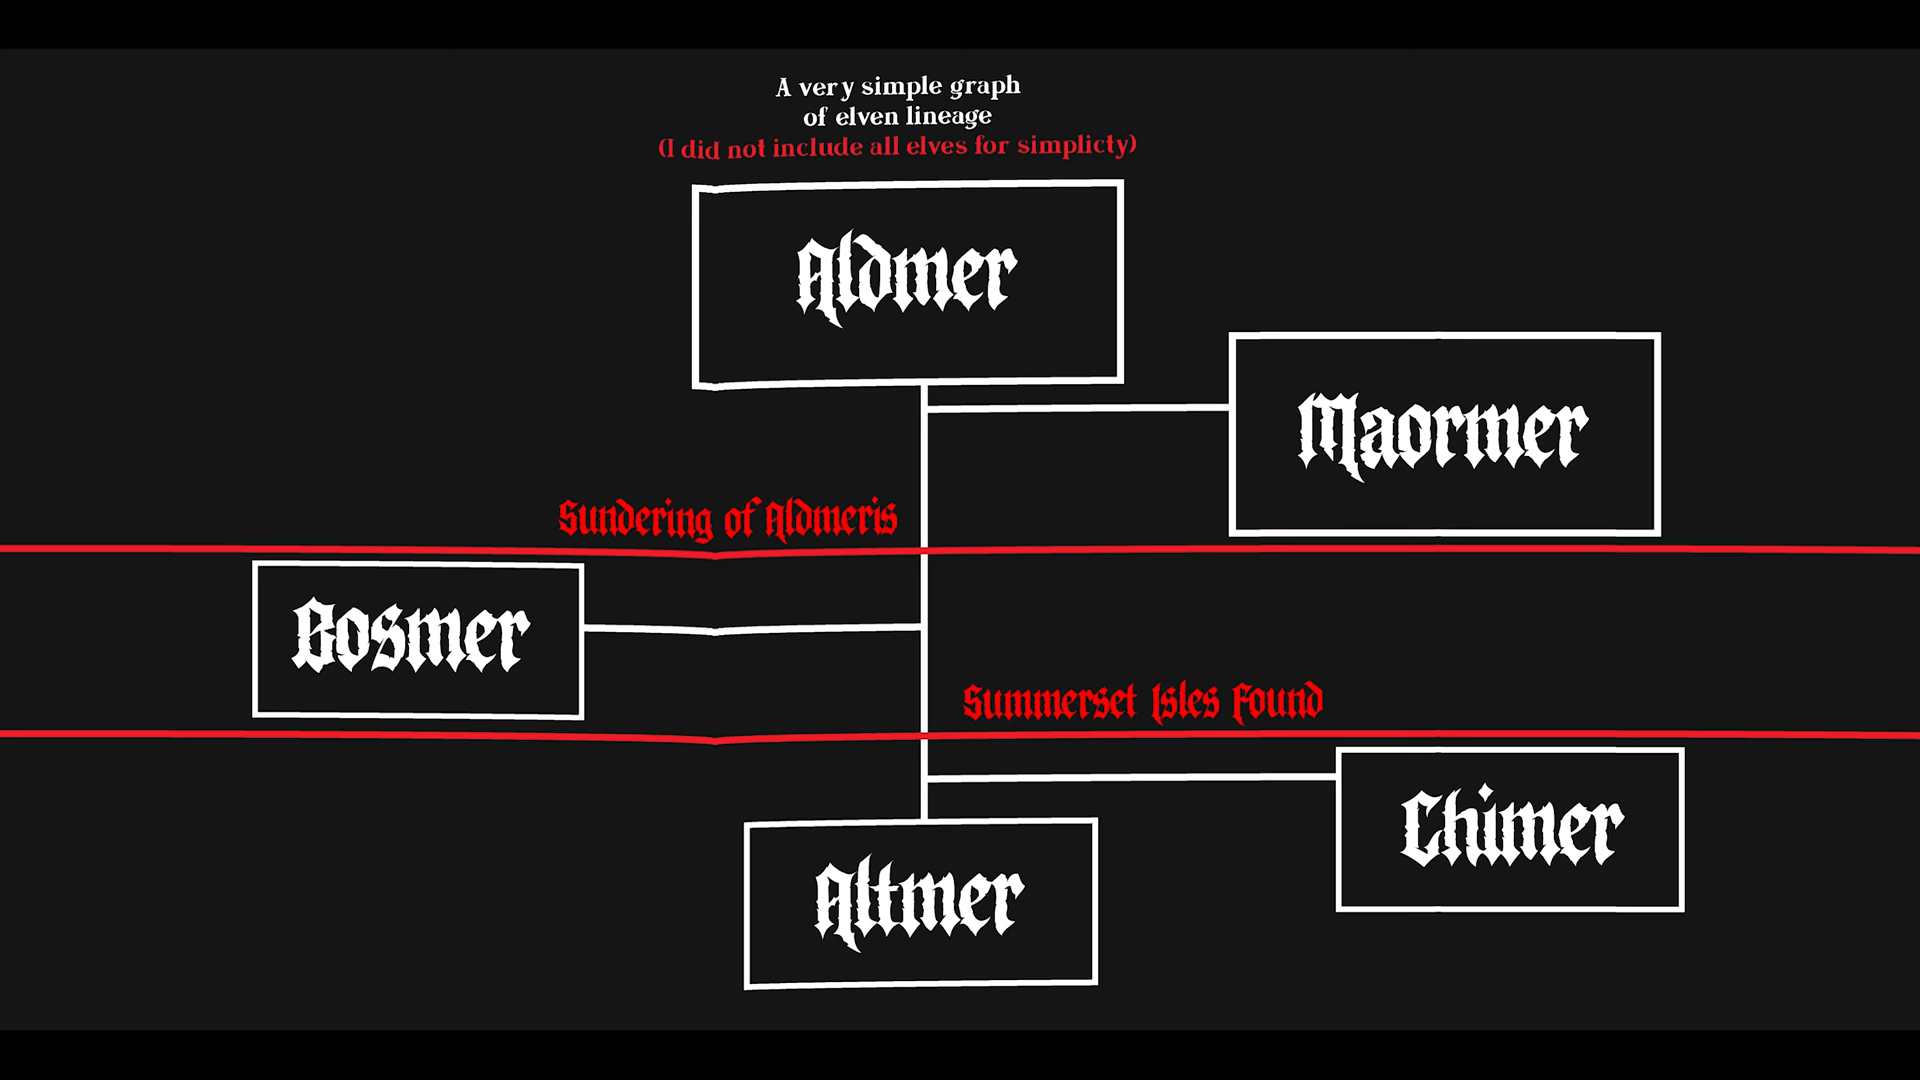 A very simple graph
of elven lineage
(I did not include all elves for simplicty)
Aldmer
Maormer
Sundering of Aldmeris
Bosmer
Summerset Isles Found
Chimer
Altmer